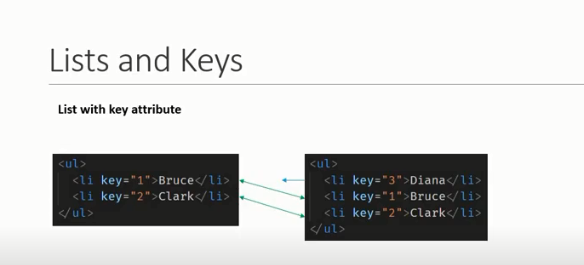 Lists and Keys
List with key attribute
<ul>
<li key="1">Bruce</li>
<li key="2">Clark</li>
</ul>
<ul>
<li key="3">Diana</li>
<li key="1">Bruce</li>
<li key="2">Clark</li>
</ul>